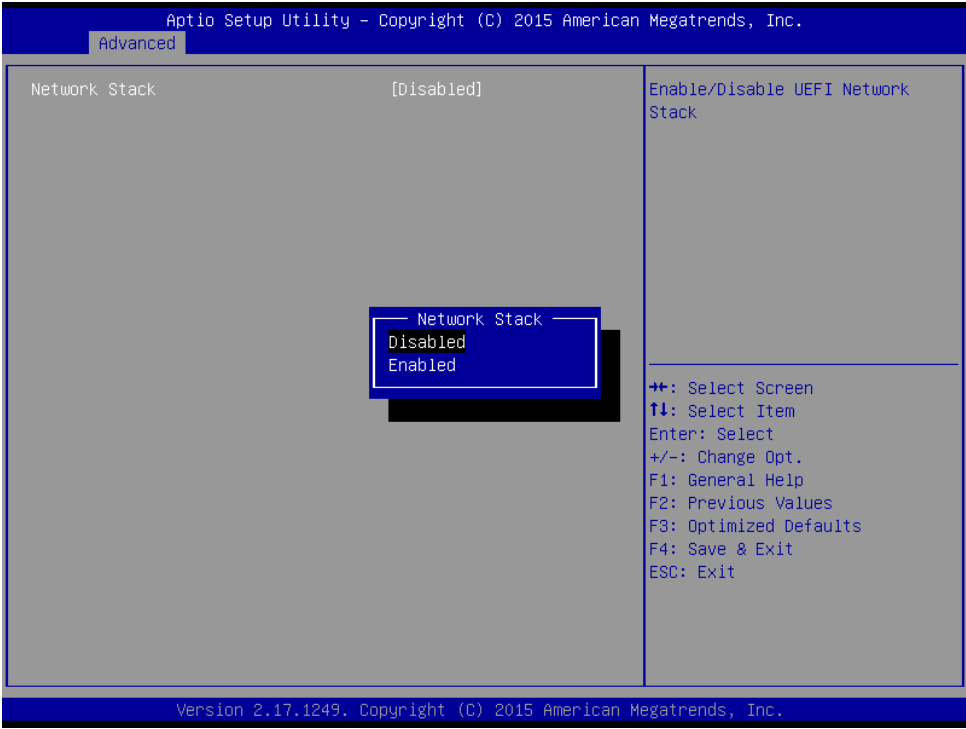 Aptio Setup Utility – Copyright (C) 2015 American Megatrends, Inc.
Advanced
Network Stack [Disabled]
Enable/Disable UEFI Network
Stack
Network Stack
Disabled
Enabled
→←: Select Screen
↑↓: Select Item
Enter: Select
+/-: Change Opt.
F1: General Help
F2: Previous Values
F3: Optimized Defaults
F4: Save & Exit
ESC: Exit
Version 2.17.1249. Copyright (C) 2015 American Megatrends, Inc.